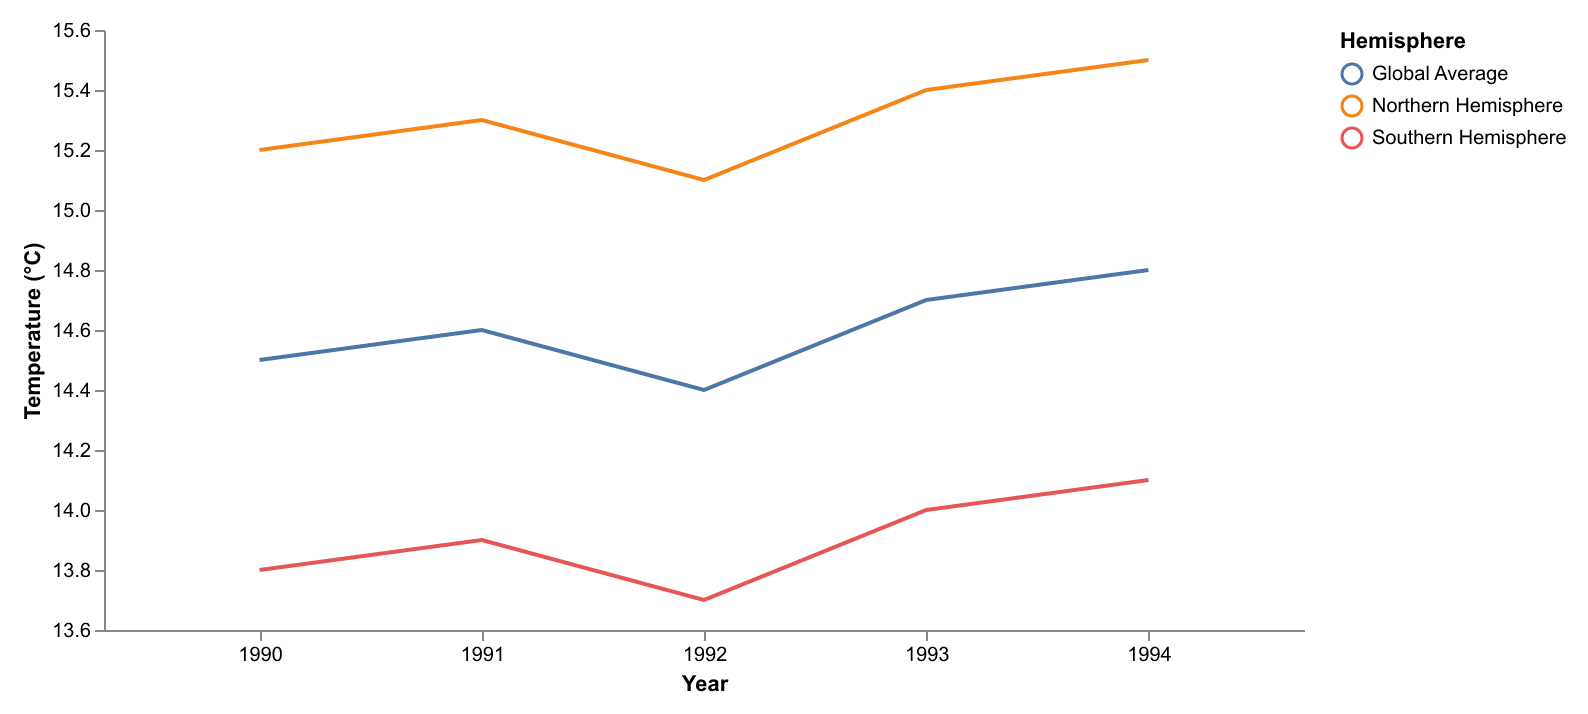 15.6
15.4
15.2
15.0
14.8
14.6
14.4
14.2
14.0
13.8
13.6
Temperature (°C)
1990 1991 1992 1993 1994
Year
Hemisphere
Global Average
Northern Hemisphere
Southern Hemisphere